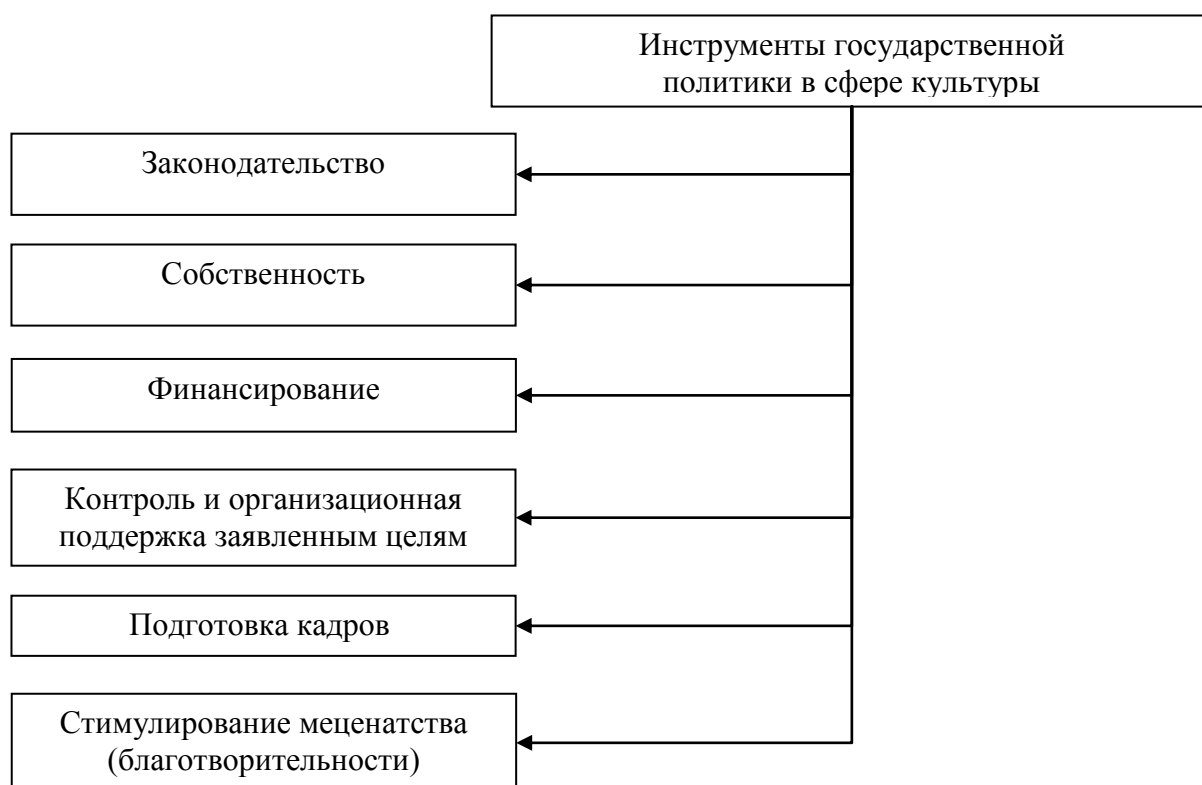 Инструменты государственной
политики в сфере культуры
Законодательство
Собственность
Финансирование
Контроль и организационная
поддержка заявленным целям
Подготовка кадров
Стимулирование меценатства
(благотворительности)